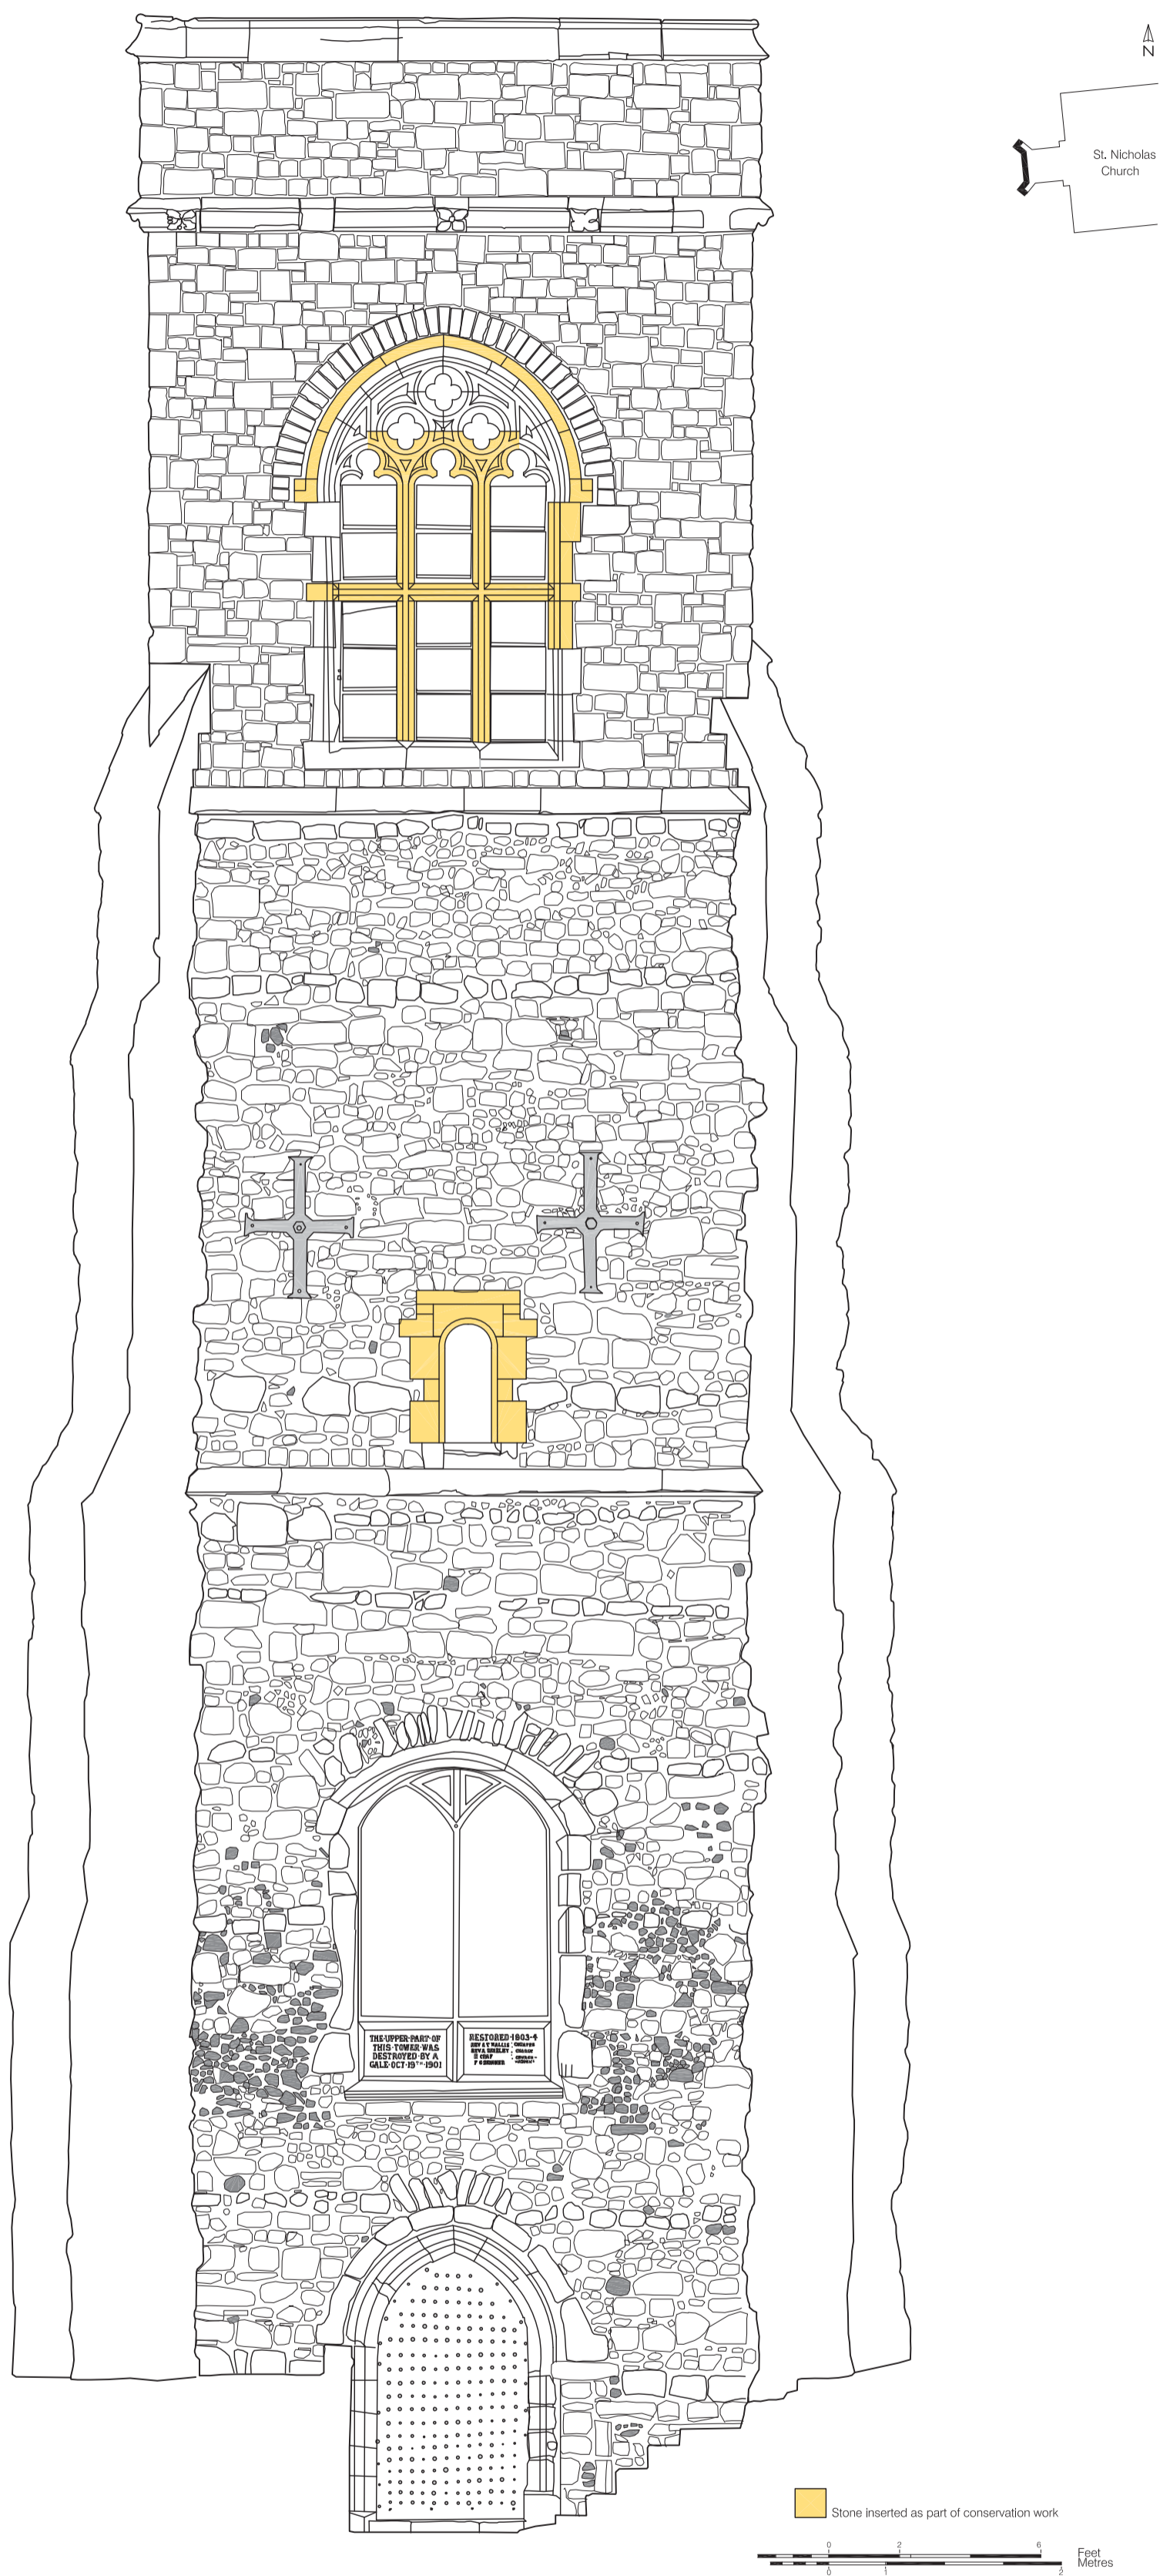 N
St. Nicholas
Church
THE·UPPER·PART·OF
THIS·TOWER·WAS
DESTROYED·BY·A
GALE·OCT·19TH·1901
RESTORED·1803-4
Stone inserted as part of conservation work
0 2 6
Feet
Metres
0 1 2